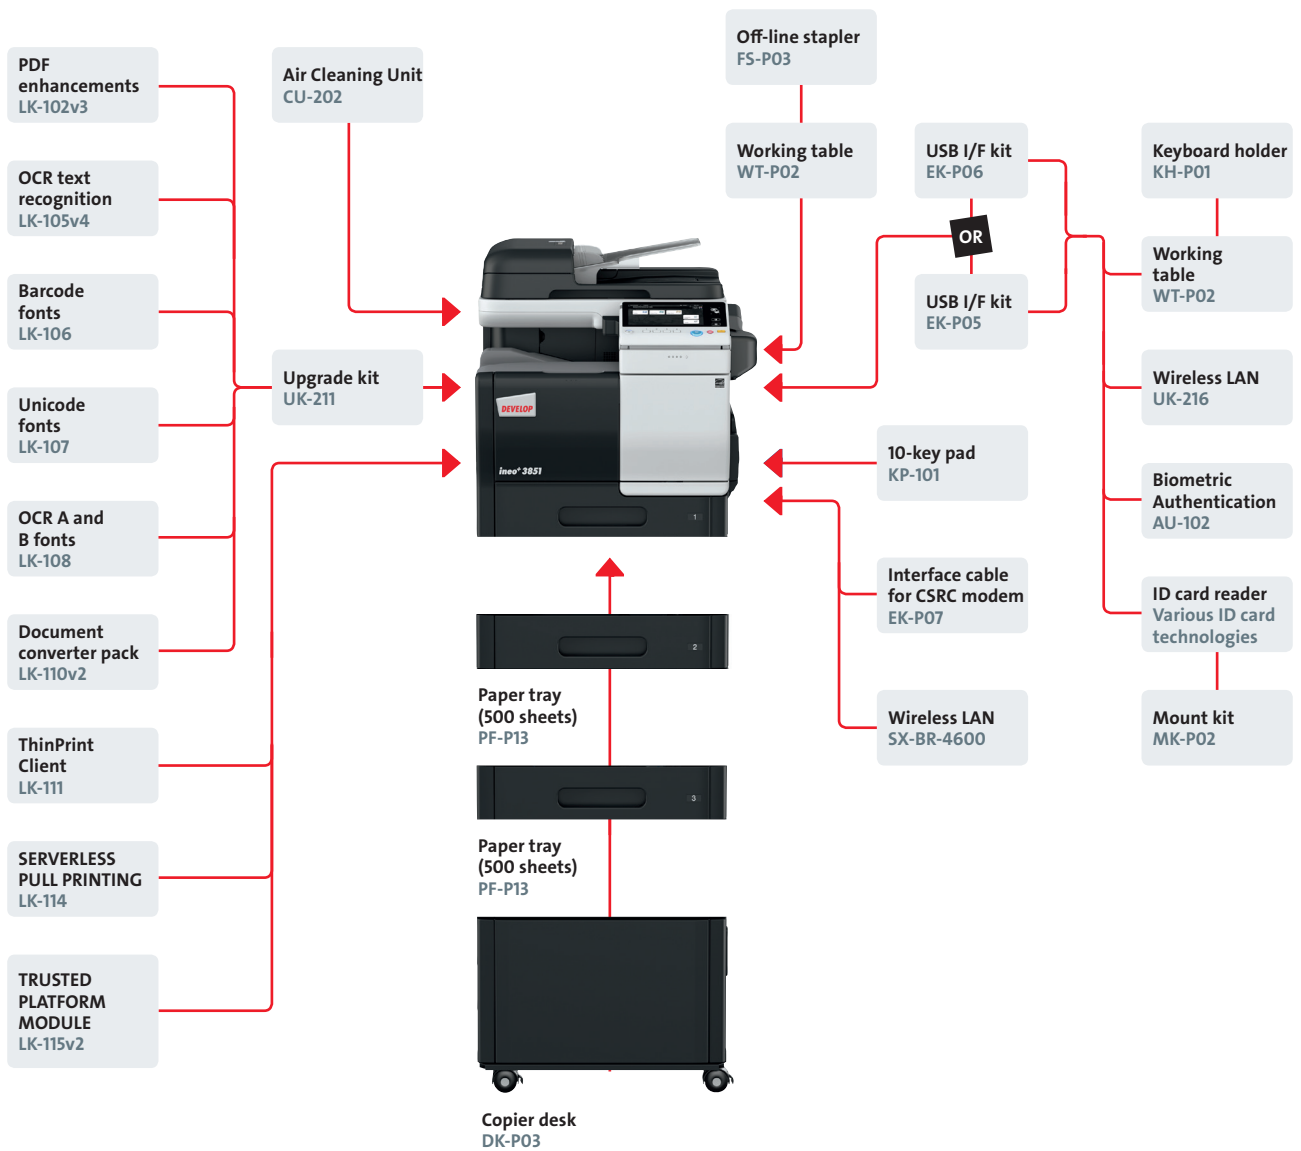 PDF
enhancements
LK-102v3
OCR text
recognition
LK-105v4
Barcode
fonts
LK-106
Unicode
fonts
LK-107
OCR A and
B fonts
LK-108
Document
converter pack
LK-110v2
ThinPrint
Client
LK-111
SERVERLESS
PULL PRINTING
LK-114
TRUSTED
PLATFORM
MODULE
LK-115v2
Air Cleaning Unit
CU-202
Upgrade kit
UK-211
DEVELOP
ineo+ 3851
1
2
Paper tray
(500 sheets)
PF-P13
3
Paper tray
(500 sheets)
PF-P13
Copier desk
DK-P03
Off-line stapler
FS-P03
Working table
WT-P02
USB I/F kit
EK-P06
OR
USB I/F kit
EK-P05
10-key pad
KP-101
Interface cable
for CSRC modem
EK-P07
Wireless LAN
SX-BR-4600
Keyboard holder
KH-P01
Working
table
WT-P02
Wireless LAN
UK-216
Biometric
Authentication
AU-102
ID card reader
Various ID card
technologies
Mount kit
MK-P02